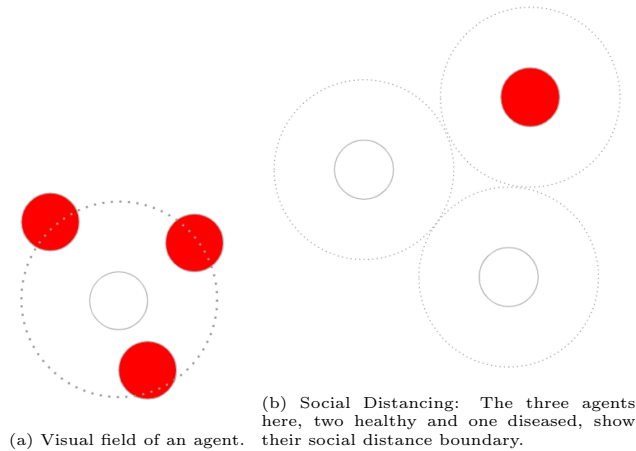 (a) Visual field of an agent.
(b) Social Distancing: The three agents
here, two healthy and one diseased, show
their social distance boundary.